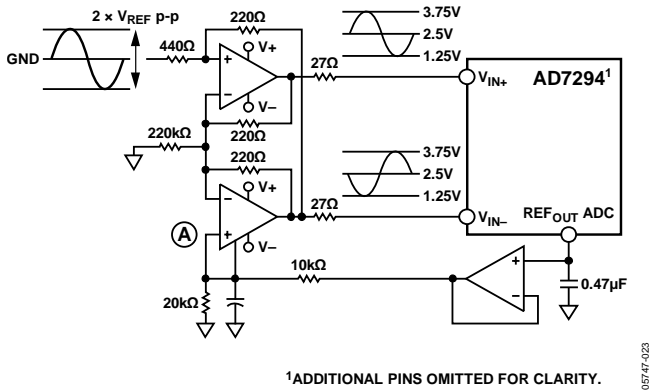 2 × VREF p-p
GND
440Ω
220Ω
V+
V–
220Ω
27Ω
3.75V
2.5V
1.25V
VIN+
AD7294¹
220kΩ
220Ω
V+
V–
A
27Ω
3.75V
2.5V
1.25V
VIN–
REFOUT ADC
10kΩ
20kΩ
0.47µF
¹ADDITIONAL PINS OMITTED FOR CLARITY.
05747-023
+
–
–
+
+
–